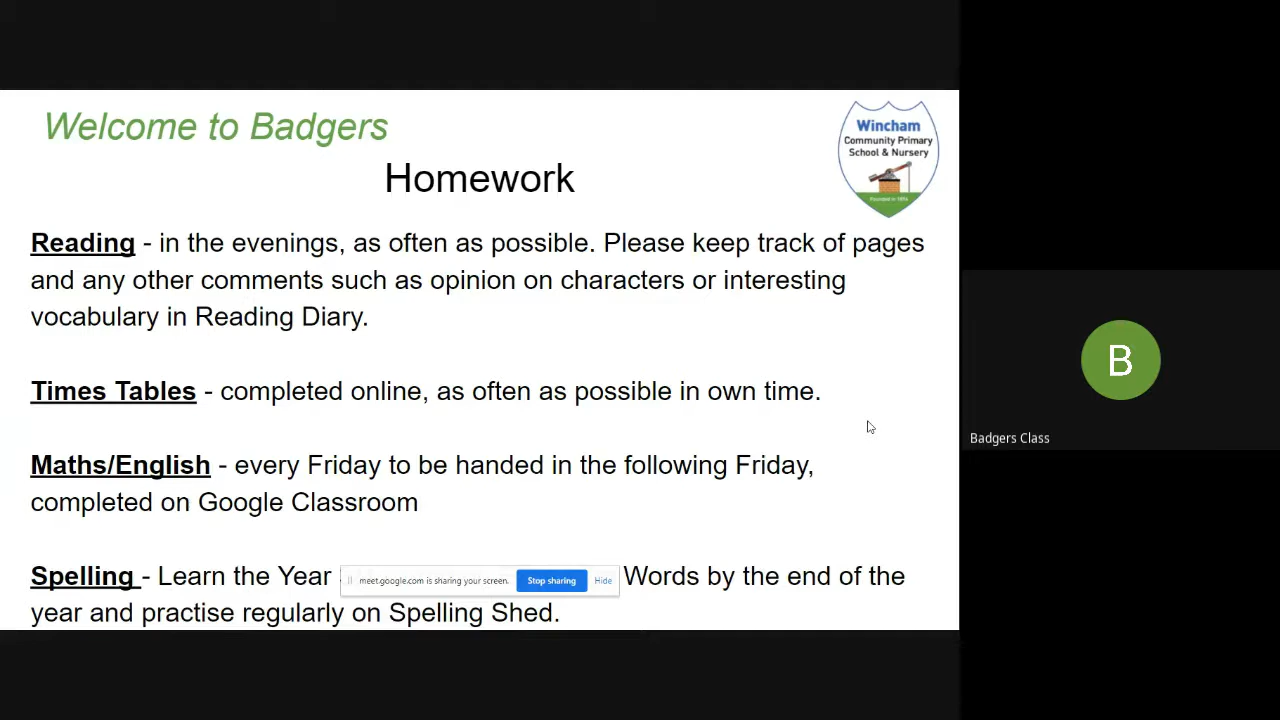 Welcome to Badgers
Wincham
Community Primary
School & Nursery
Founded in 1876
Homework
Reading - in the evenings, as often as possible. Please keep track of pages
and any other comments such as opinion on characters or interesting
vocabulary in Reading Diary.
Times Tables - completed online, as often as possible in own time.
B
Badgers Class
Maths/English - every Friday to be handed in the following Friday,
completed on Google Classroom
Spelling - Learn the Year Words by the end of the
meet.google.com is sharing your screen. Stop sharing Hide
year and practise regularly on Spelling Shed.